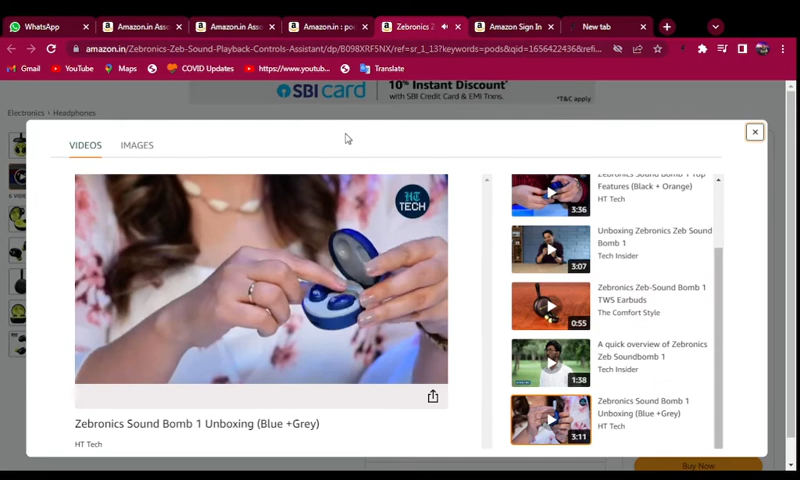 WhatsApp
Amazon.in Asso
Amazon.in Asso
Amazon.in : poc
Zebronics Z
Amazon Sign In
New tab
amazon.in/Zebronics-Zeb-Sound-Playback-Controls-Assistant/dp/B098XRF5NX/ref=sr_1_13?keywords=pods&qid=1656422436&refi...
Gmail
YouTube
Maps
COVID Updates
https://www.youtub...
Translate
SBI card
10% Instant Discount*
with SBI Credit Card & EMI Trxns.
*T&C apply
Electronics › Headphones
VIDEOS
IMAGES
HT
TECH
Zebronics Sound Bomb 1 Unboxing (Blue +Grey)
HT Tech
6 VIDEO
Zebronics Sound Bomb 1 Top
Features (Black + Orange)
HT Tech
3:36
Unboxing Zebronics Zeb Sound
Bomb 1
Tech Insider
3:07
Zebronics Zeb-Sound Bomb 1
TWS Earbuds
The Comfort Style
0:55
A quick overview of Zebronics
Zeb Soundbomb 1
Tech Insider
1:38
Zebronics Sound Bomb 1
Unboxing (Blue +Grey)
HT Tech
3:11
Buy Now